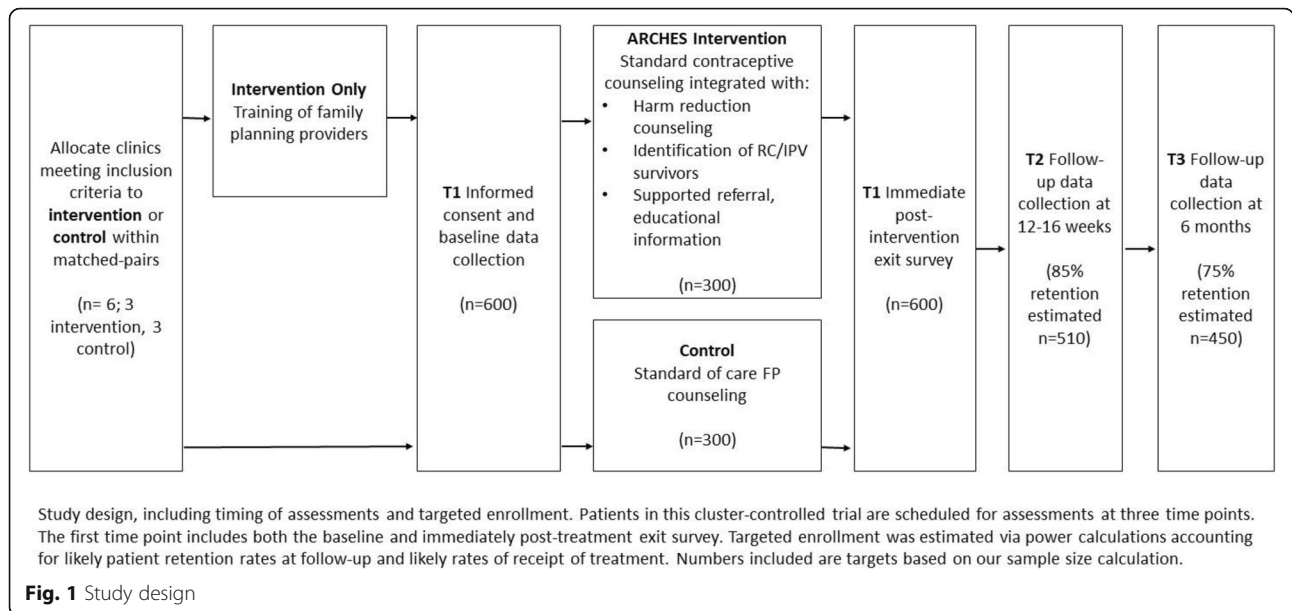 Allocate clinics
meeting inclusion
criteria to
intervention or
control within
matched-pairs
(n= 6; 3
intervention, 3
control)
Intervention Only
Training of family
planning providers
T1 Informed
consent and
baseline data
collection
(n=600)
ARCHES Intervention
Standard contraceptive
counseling integrated with:
• Harm reduction
counseling
• Identification of RC/IPV
survivors
• Supported referral,
educational
information
(n=300)
Control
Standard of care FP
counseling
(n=300)
T1 Immediate
post-
intervention
exit survey
(n=600)
T2 Follow-
up data
collection at
12-16 weeks
(85%
retention
estimated
n=510)
T3 Follow-up
data
collection at
6 months
(75%
retention
estimated
n=450)
Study design, including timing of assessments and targeted enrollment. Patients in this cluster-controlled trial are scheduled for assessments at three time points.
The first time point includes both the baseline and immediately post-treatment exit survey. Targeted enrollment was estimated via power calculations accounting
for likely patient retention rates at follow-up and likely rates of receipt of treatment. Numbers included are targets based on our sample size calculation.
Fig. 1 Study design